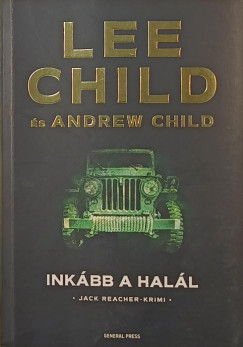 LEE
CHILD
és ANDREW CHILD
INKÁBB A HALÁL
• JACK REACHER-KRIMI •
GENERAL PRESS